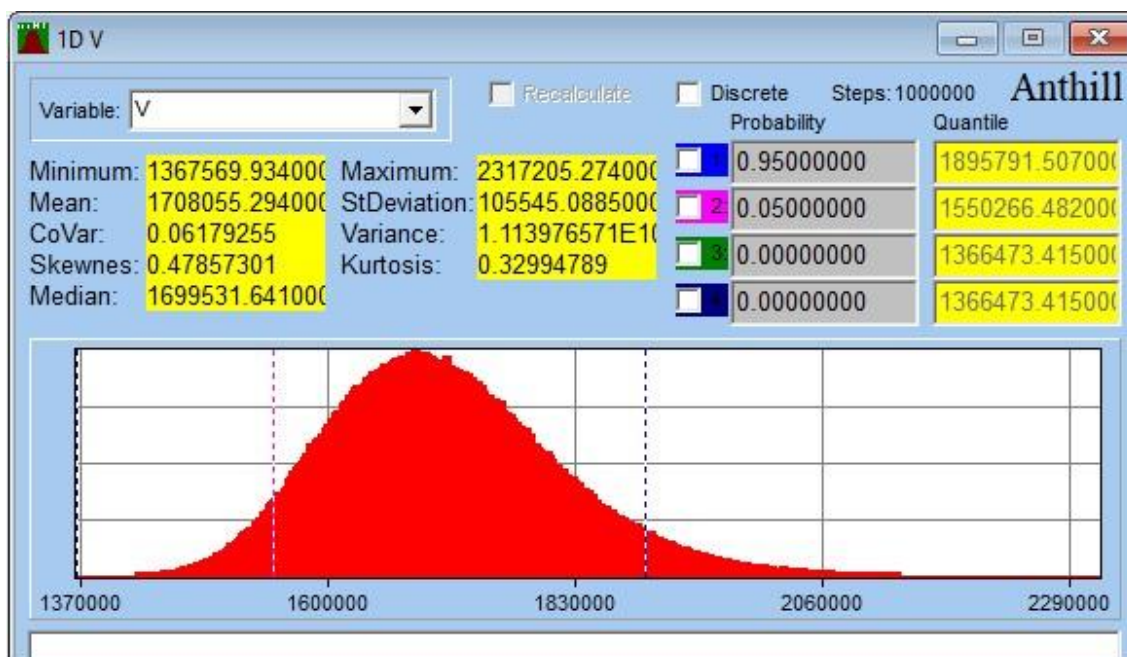 1D V
Variable: V
Recalculate
Discrete
Steps: 1000000
Anthill
Probability
Quantile
Minimum: 1367569.934000
Maximum: 2317205.274000
1: 0.95000000 1895791.507000
Mean: 1708055.294000
StDeviation: 105545.0885000
2: 0.05000000 1550266.482000
CoVar: 0.06179255
Variance: 1.113976571E10
3: 0.00000000 1366473.415000
Skewnes: 0.47857301
Kurtosis: 0.32994789
0.00000000 1366473.415000
Median: 1699531.641000
1370000 1600000 1830000 2060000 2290000